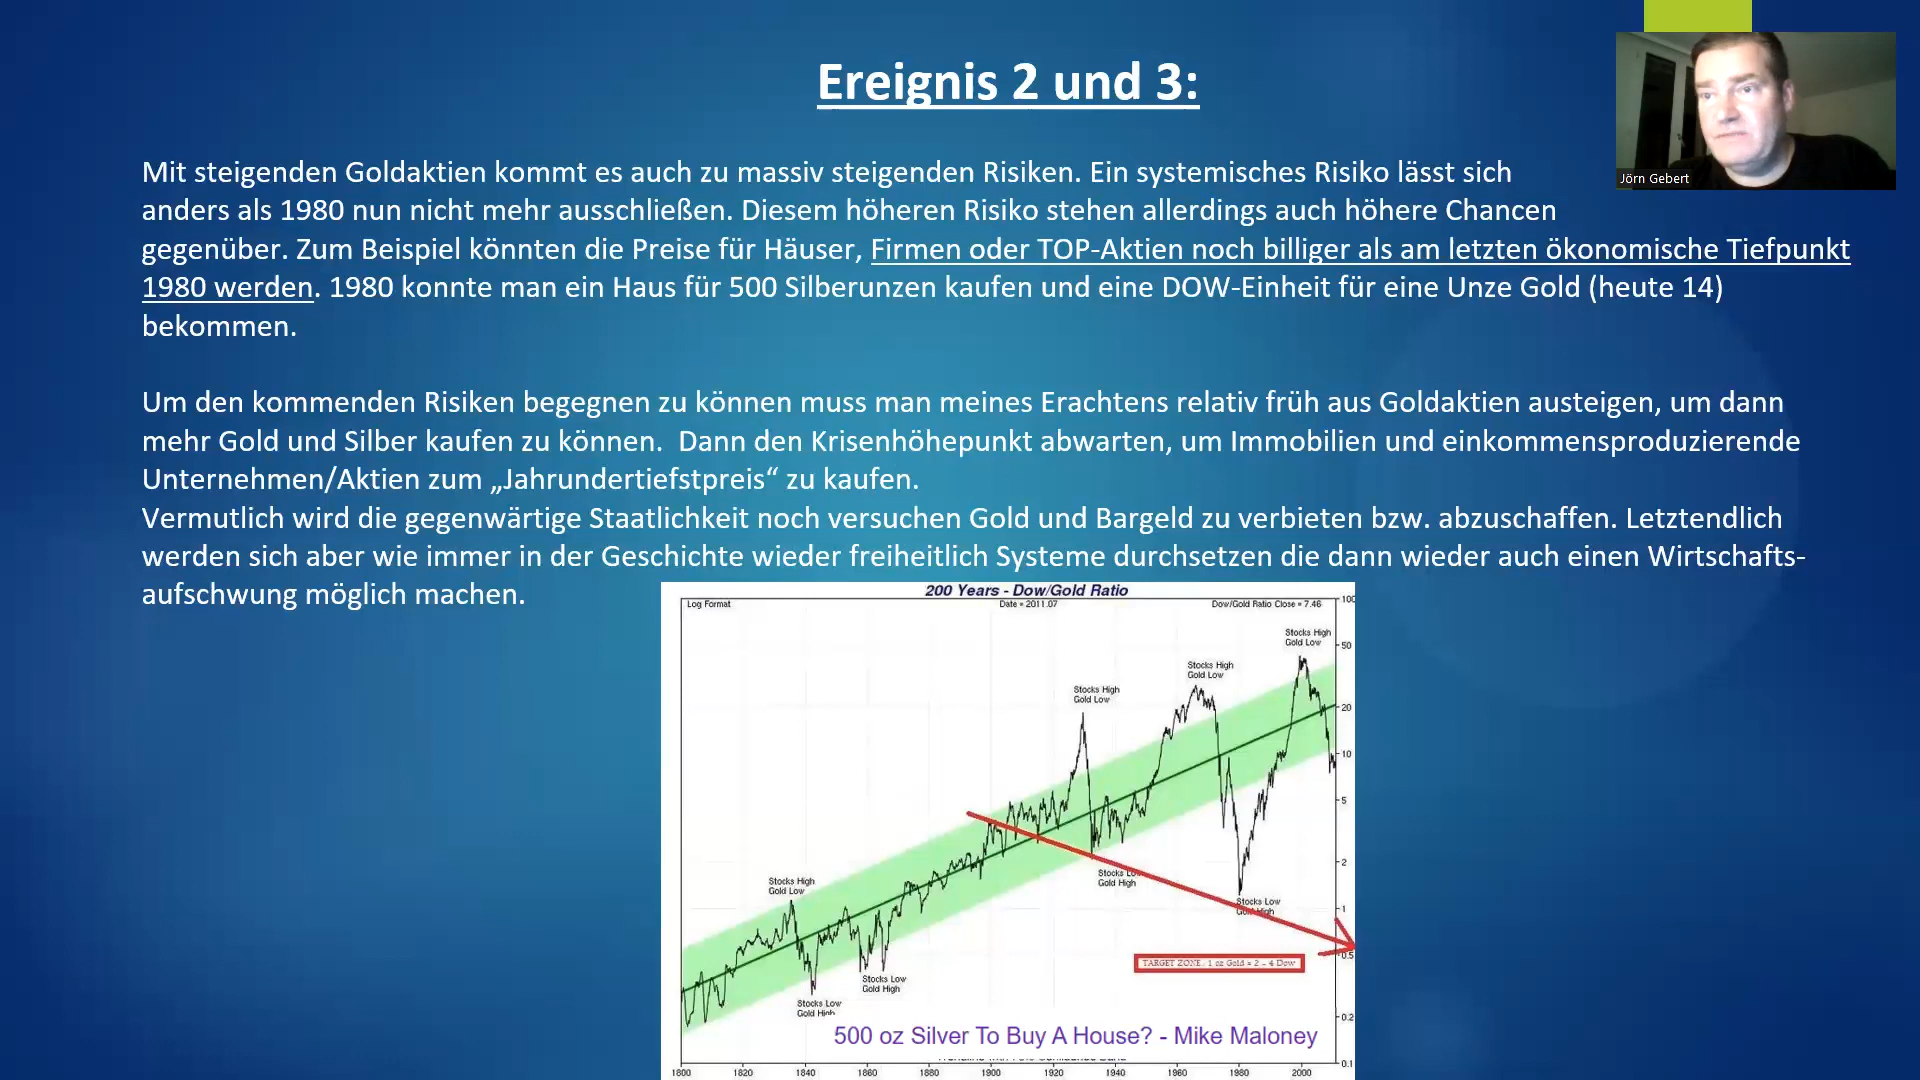 Ereignis 2 und 3:
Jörn Gebert
Mit steigenden Goldaktien kommt es auch zu massiv steigenden Risiken. Ein systemisches Risiko lässt sich
anders als 1980 nun nicht mehr ausschließen. Diesem höheren Risiko stehen allerdings auch höhere Chancen
gegenüber. Zum Beispiel könnten die Preise für Häuser, Firmen oder TOP-Aktien noch billiger als am letzten ökonomische Tiefpunkt
1980 werden. 1980 konnte man ein Haus für 500 Silberunzen kaufen und eine DOW-Einheit für eine Unze Gold (heute 14)
bekommen.
Um den kommenden Risiken begegnen zu können muss man meines Erachtens relativ früh aus Goldaktien austeigen, um dann
mehr Gold und Silber kaufen zu können. Dann den Krisenhöhepunkt abwarten, um Immobilien und einkommensproduzierende
Unternehmen/Aktien zum „Jahrundertiefstpreis“ zu kaufen.
Vermutlich wird die gegenwärtige Staatlichkeit noch versuchen Gold und Bargeld zu verbieten bzw. abzuschaffen. Letztendlich
werden sich aber wie immer in der Geschichte wieder freiheitlich Systeme durchsetzen die dann wieder auch einen Wirtschafts-
aufschwung möglich machen.
200 Years - Dow/Gold Ratio
Log Format
Date = 2011.07
Dow/Gold Ratio Close = 7.46
100
Stocks High
Gold Low
50
Stocks High
Gold Low
Stocks High
Gold Low
20
10
5
2
Stocks Low
Gold High
Stocks High
Gold Low
Stocks Low
Gold High
1
TARGET ZONE : 1 oz Gold = 2 - 4 Dow
0.5
Stocks Low
Gold High
Stocks Low
Gold High
0.2
500 oz Silver To Buy A House? - Mike Maloney
0.1
1800 1820 1840 1860 1880 1900 1920 1940 1960 1980 2000